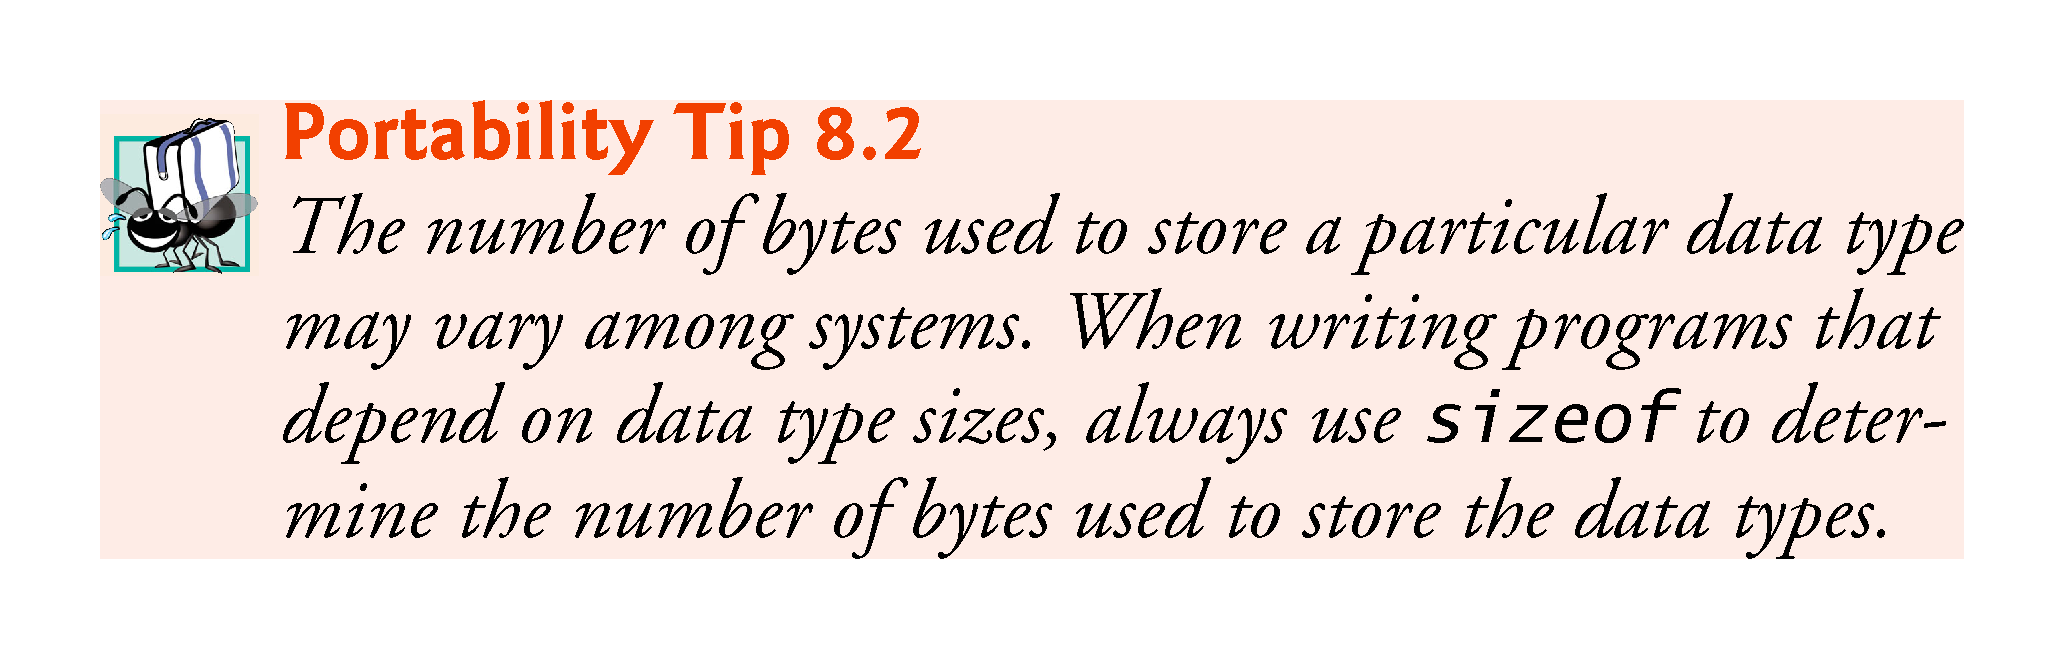 Portability Tip 8.2
The number of bytes used to store a particular data type
may vary among systems. When writing programs that
depend on data type sizes, always use sizeof to deter-
mine the number of bytes used to store the data types.